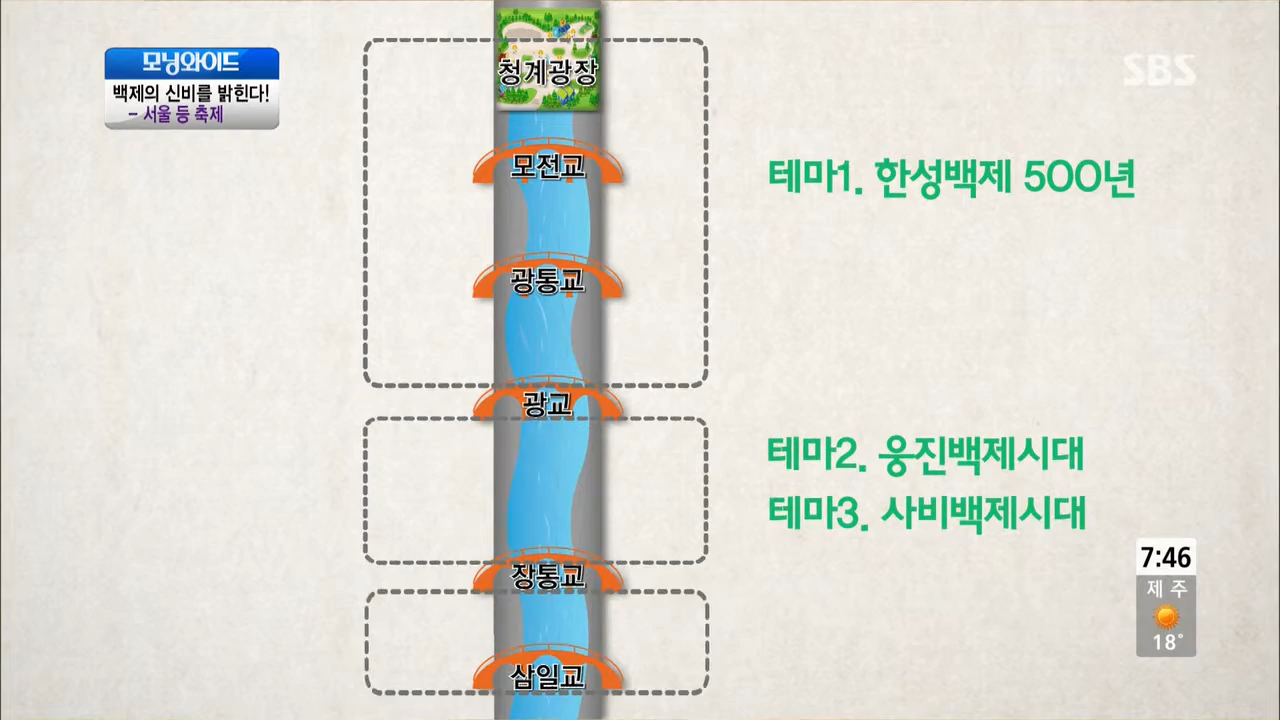 모닝와이드
백제의 신비를 밝힌다!
- 서울 등 축제
SBS
청계광장
모전교
광통교
광교
장통교
삼일교
테마1. 한성백제 500년
테마2. 웅진백제시대
테마3. 사비백제시대
7:46
제 주
18°